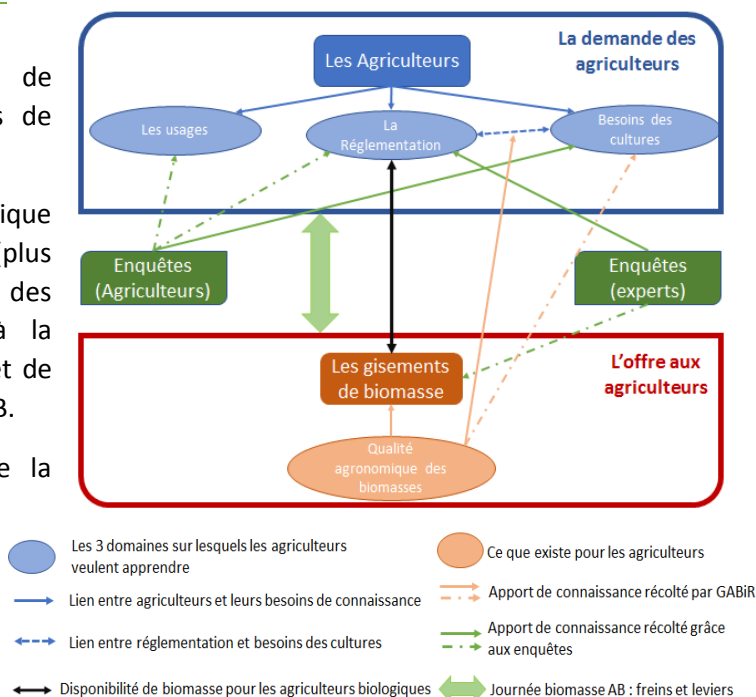 de
s de
ique
plus
des
à la
et de
B.
e la
La demande des
agriculteurs
Les Agriculteurs
Les usages
La
Réglementation
Besoins des
cultures
Enquêtes
(Agriculteurs)
Enquêtes
(experts)
Les gisements
de biomasse
L'offre aux
agriculteurs
Qualité
agronomique des
biomasses
Les 3 domaines sur lesquels les agriculteurs
veulent apprendre
Lien entre agriculteurs et leurs besoins de connaissance
Lien entre réglementation et besoins des cultures
Disponibilité de biomasse pour les agriculteurs biologiques
Ce que existe pour les agriculteurs
Apport de connaissance récolté par GABiR
Apport de connaissance récolté grâce
aux enquêtes
Journée biomasse AB : freins et leviers